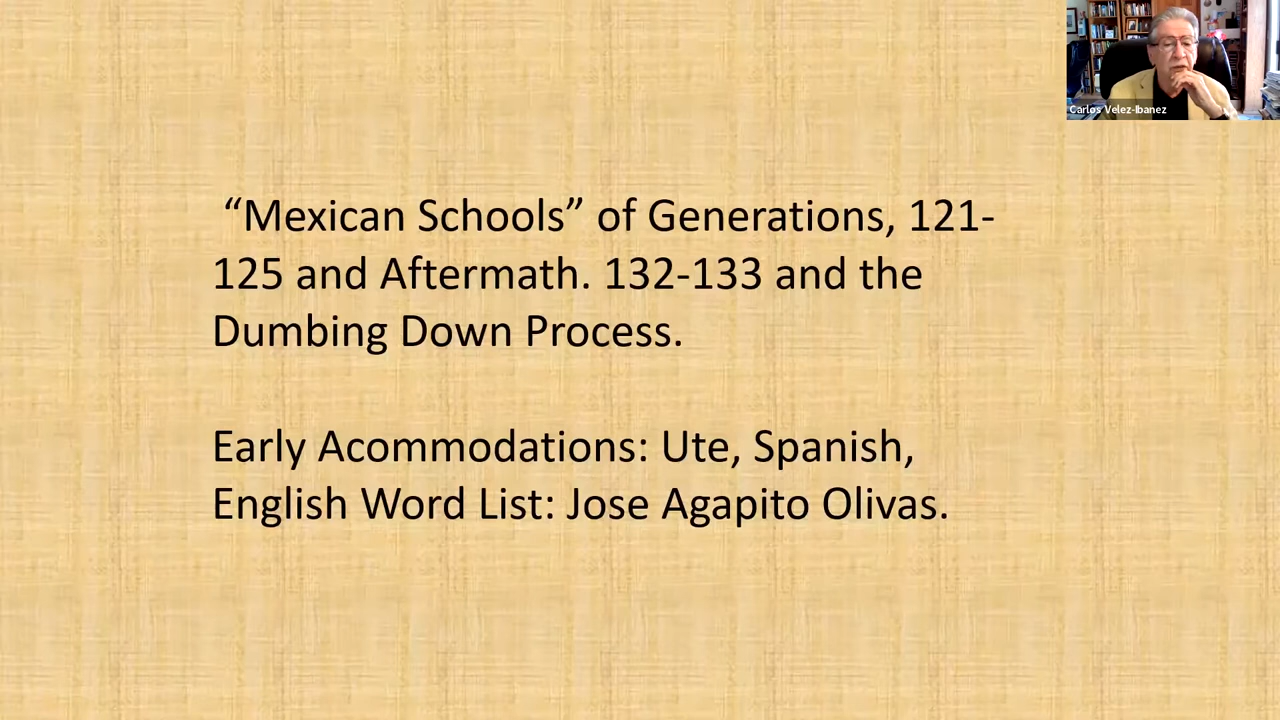 “Mexican Schools” of Generations, 121-
125 and Aftermath. 132-133 and the
Dumbing Down Process.
Early Acommodations: Ute, Spanish,
English Word List: Jose Agapito Olivas.
Carlos Velez-Ibanez